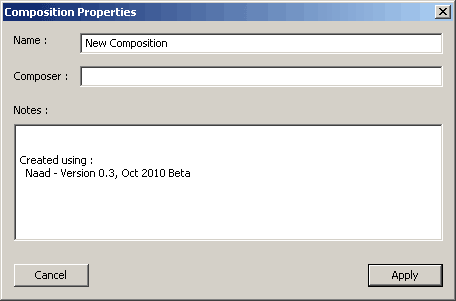 Composition Properties
Name :
New Composition
Composer :
Notes :
Created using :
Naad - Version 0.3, Oct 2010 Beta
Cancel
Apply